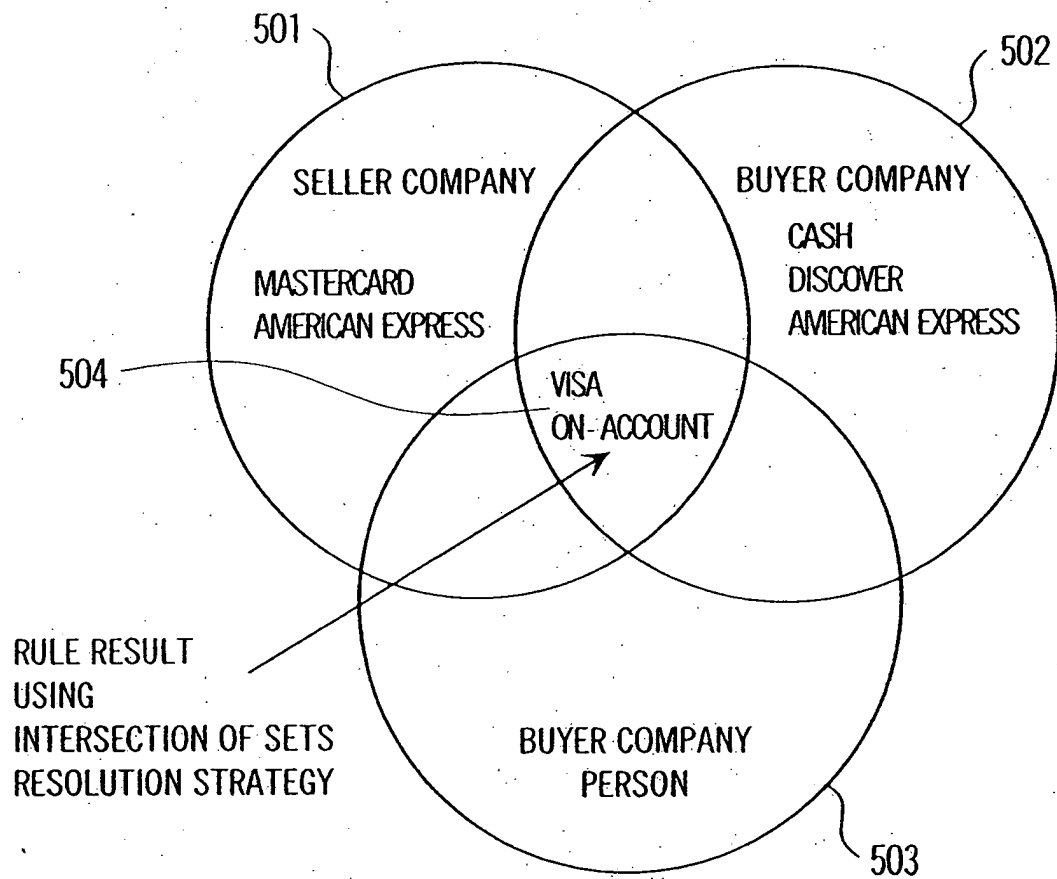 501
502
SELLER COMPANY
MASTERCARD
AMERICAN EXPRESS
BUYER COMPANY
CASH
DISCOVER
AMERICAN EXPRESS
504
VISA
ON-ACCOUNT
RULE RESULT
USING
INTERSECTION OF SETS
RESOLUTION STRATEGY
BUYER COMPANY
PERSON
503